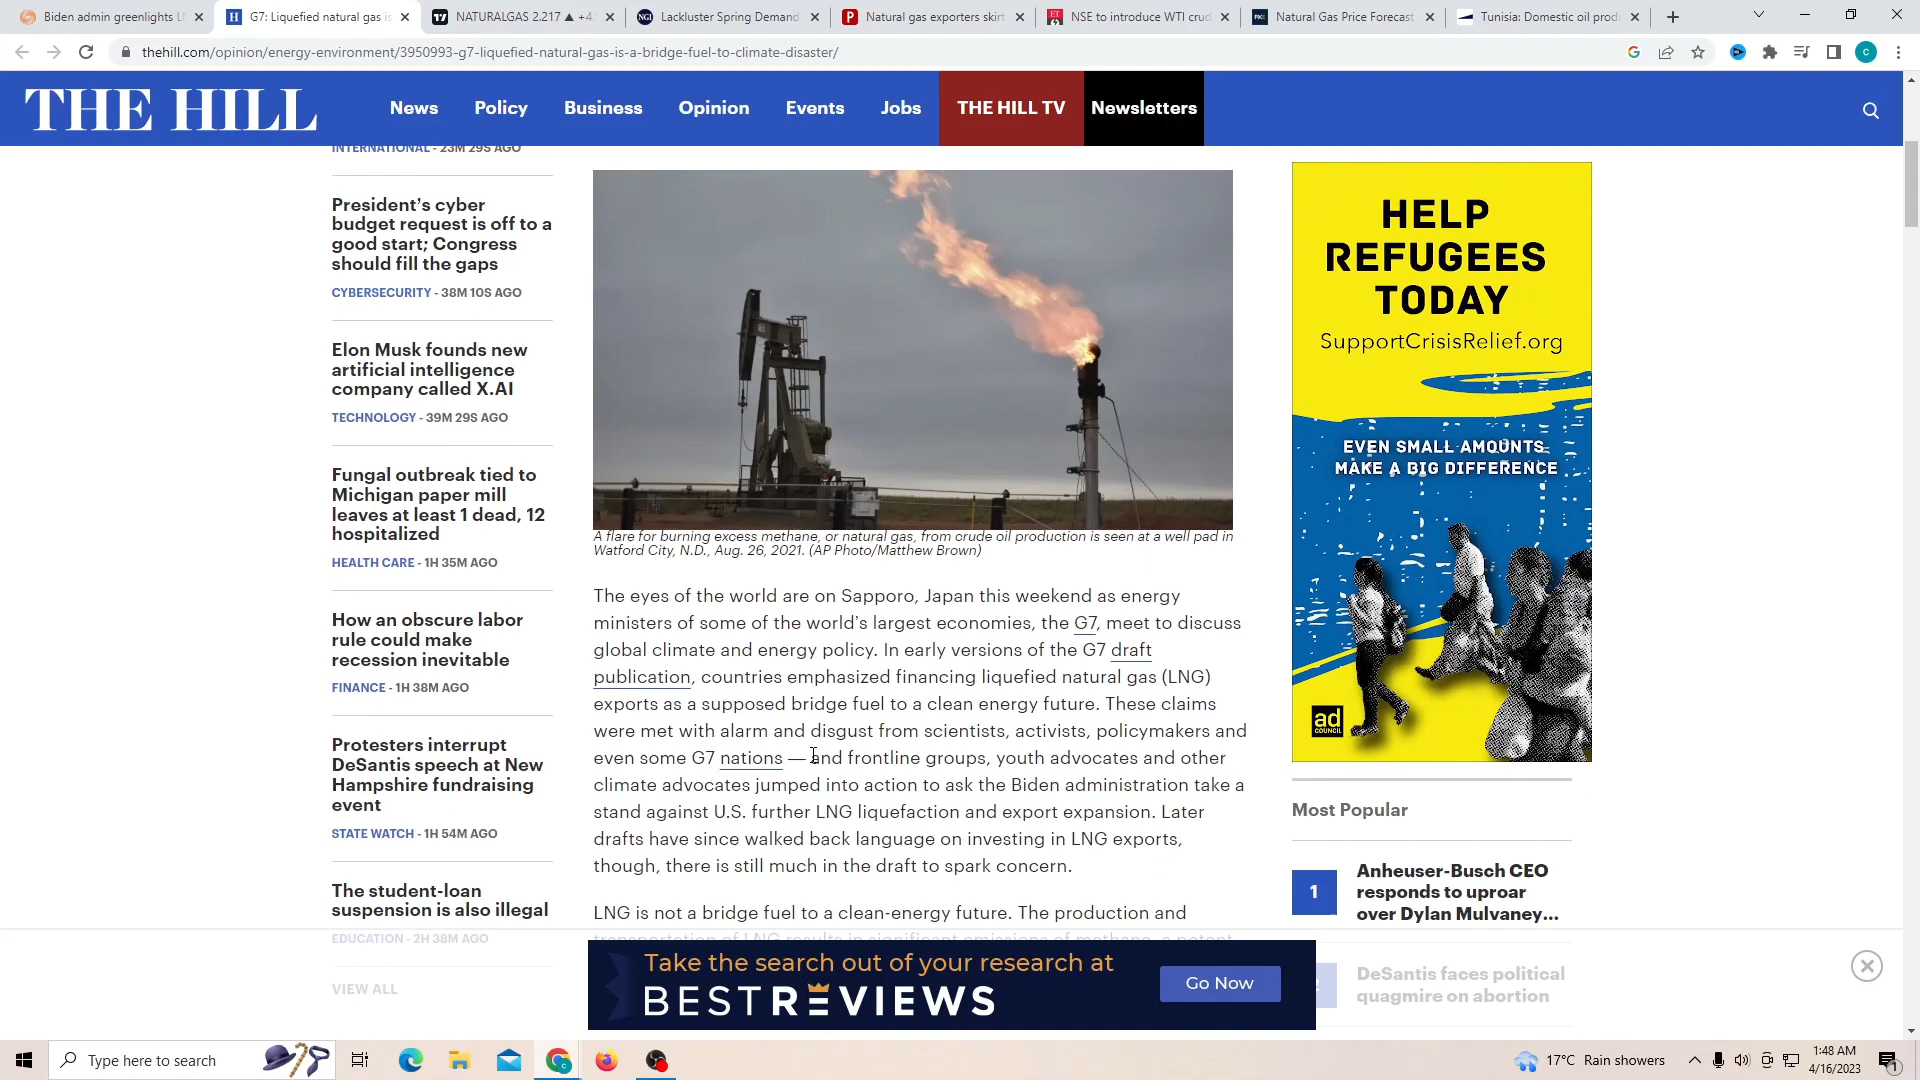 Biden admin greenlights L
G7: Liquefied natural gas is
NATURALGAS 2.217 ▲ +4.
Lackluster Spring Demand
Natural gas exporters skirt
NSE to introduce WTI cru
Natural Gas Price Forecast
Tunisia: Domestic oil prod
thehill.com/opinion/energy-environment/3950993-g7-liquefied-natural-gas-is-a-bridge-fuel-to-climate-disaster/
THE HILL
News
Policy
Business
Opinion
Events
Jobs
THE HILL TV
Newsletters
INTERNATIONAL - 23M 29S AGO
President's cyber
budget request is off to a
good start; Congress
should fill the gaps
CYBERSECURITY - 38M 10S AGO
Elon Musk founds new
artificial intelligence
company called X.AI
TECHNOLOGY - 39M 29S AGO
Fungal outbreak tied to
Michigan paper mill
leaves at least 1 dead, 12
hospitalized
HEALTH CARE - 1H 35M AGO
How an obscure labor
rule could make
recession inevitable
FINANCE - 1H 38M AGO
Protesters interrupt
DeSantis speech at New
Hampshire fundraising
event
STATE WATCH - 1H 54M AGO
The student-loan
suspension is also illegal
EDUCATION - 2H 38M AGO
VIEW ALL
A flare for burning excess methane, or natural gas, from crude oil production is seen at a well pad in
Watford City, N.D., Aug. 26, 2021. (AP Photo/Matthew Brown)
The eyes of the world are on Sapporo, Japan this weekend as energy
ministers of some of the world's largest economies, the G7, meet to discuss
global climate and energy policy. In early versions of the G7 draft
publication, countries emphasized financing liquefied natural gas (LNG)
exports as a supposed bridge fuel to a clean energy future. These claims
were met with alarm and disgust from scientists, activists, policymakers and
even some G7 nations — and frontline groups, youth advocates and other
climate advocates jumped into action to ask the Biden administration take a
stand against U.S. further LNG liquefaction and export expansion. Later
drafts have since walked back language on investing in LNG exports,
though, there is still much in the draft to spark concern.
LNG is not a bridge fuel to a clean-energy future. The production and
transportation of LNG results in significant emissions of methane, a potent
Take the search out of your research at
BESTREVIEWS
Go Now
HELP
REFUGEES
TODAY
SupportCrisisRelief.org
EVEN SMALL AMOUNTS
MAKE A BIG DIFFERENCE
ad
COUNCIL
Most Popular
1
Anheuser-Busch CEO
responds to uproar
over Dylan Mulvaney...
2
DeSantis faces political
quagmire on abortion
Type here to search
17°C Rain showers
1:48 AM
4/16/2023